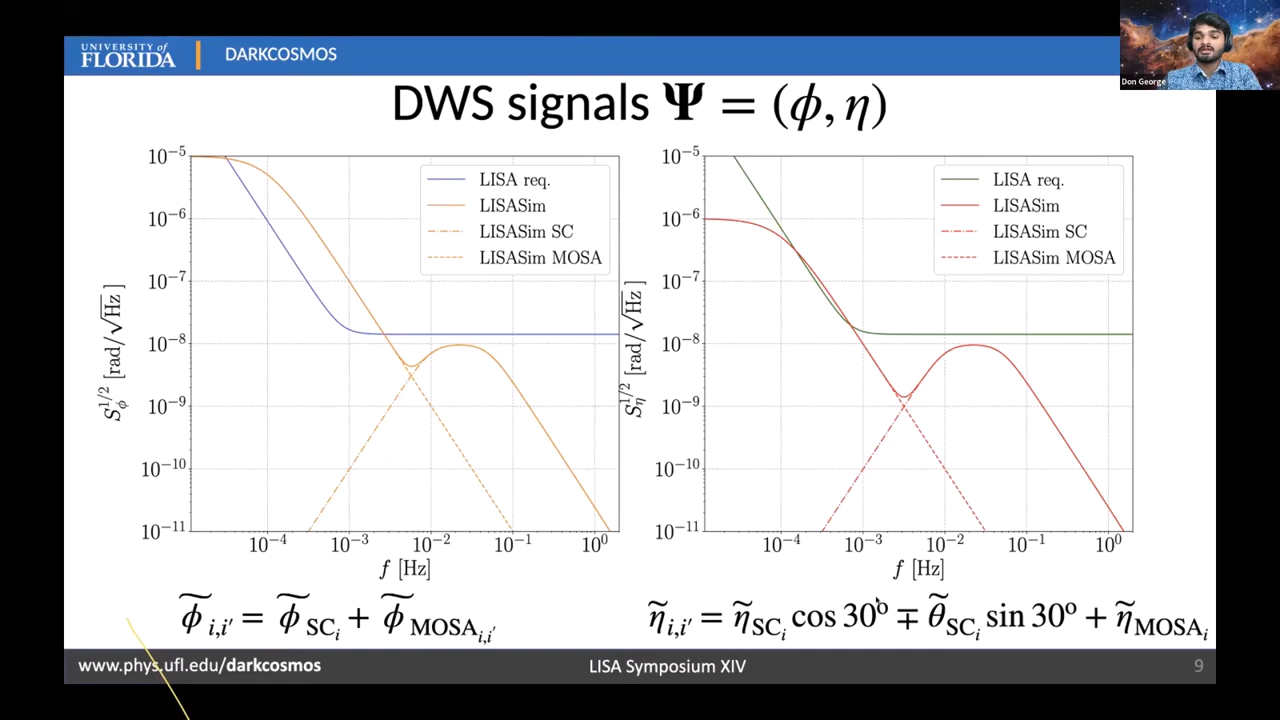 UNIVERSITY of
FLORIDA
DARKCOSMOS
Don George
DWS signals Ψ = (ϕ, η)
10⁻⁵
10⁻⁶
10⁻⁷
10⁻⁸
10⁻⁹
10⁻¹⁰
10⁻¹¹
S_ϕ^{1/2} [rad/√Hz]
LISA req.
LISASim
LISASim SC
LISASim MOSA
10⁻⁴ 10⁻³ 10⁻² 10⁻¹ 10⁰
f [Hz]
10⁻⁵
10⁻⁶
10⁻⁷
10⁻⁸
10⁻⁹
10⁻¹⁰
10⁻¹¹
S_η^{1/2} [rad/√Hz]
LISA req.
LISASim
LISASim SC
LISASim MOSA
10⁻⁴ 10⁻³ 10⁻² 10⁻¹ 10⁰
f [Hz]
ϕ̃_{i,i′} = ϕ̃_{SC_i} + ϕ̃_{MOSA_{i,i′}}
η̃_{i,i′} = η̃_{SC_i} cos 30º ∓ θ̃_{SC_i} sin 30º + η̃_{MOSA_i}
www.phys.ufl.edu/darkcosmos
LISA Symposium XIV
9